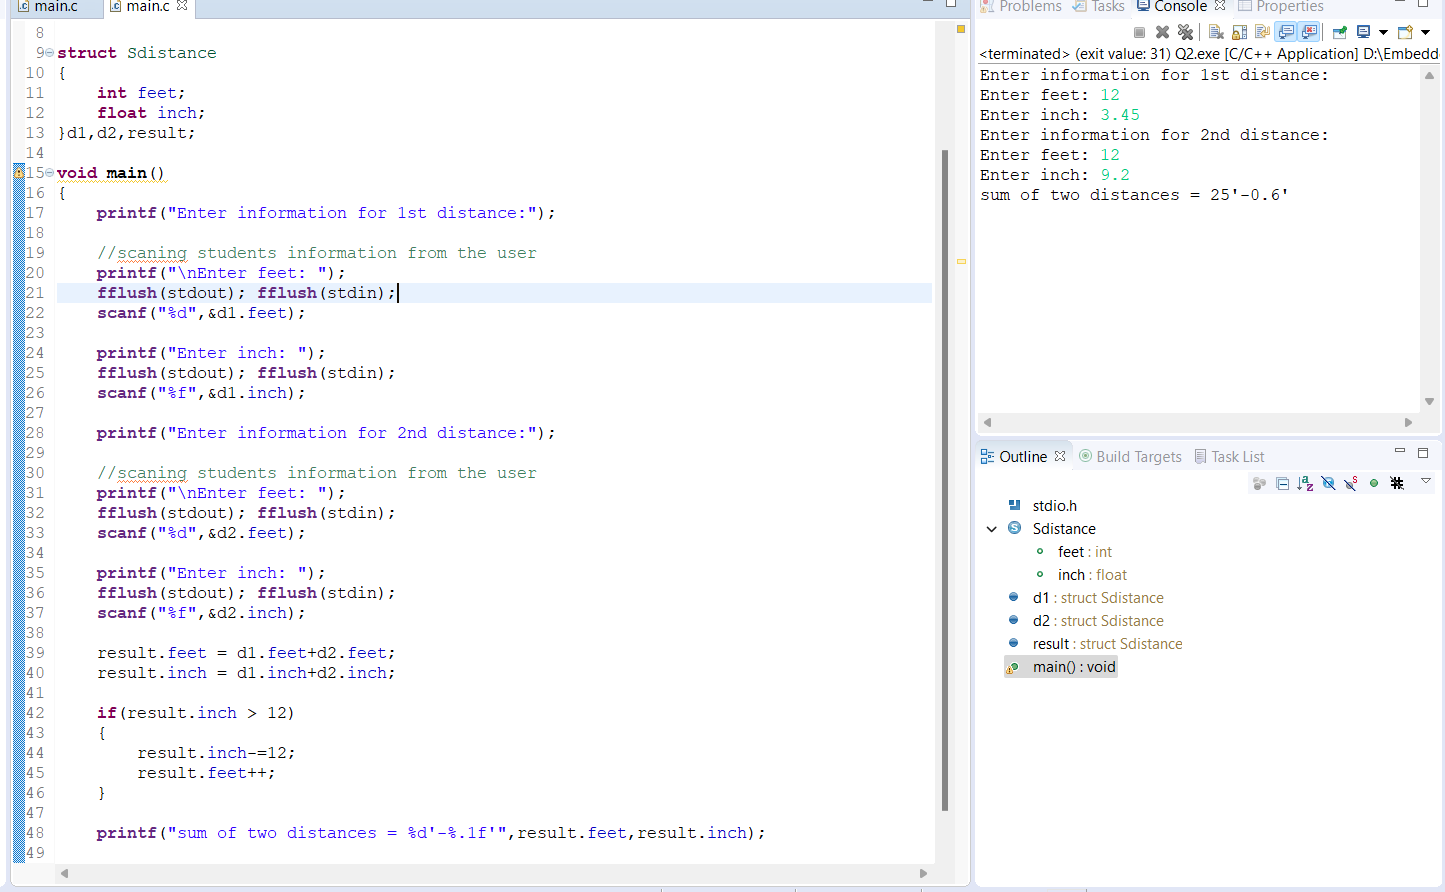 main.c
main.c
8
9 struct Sdistance
10 {
11     int feet;
12     float inch;
13 }d1,d2,result;
14
15 void main()
16 {
17     printf("Enter information for 1st distance:");
18
19     //scaning students information from the user
20     printf("\nEnter feet: ");
21     fflush(stdout); fflush(stdin);
22     scanf("%d",&d1.feet);
23
24     printf("Enter inch: ");
25     fflush(stdout); fflush(stdin);
26     scanf("%f",&d1.inch);
27
28     printf("Enter information for 2nd distance:");
29
30     //scaning students information from the user
31     printf("\nEnter feet: ");
32     fflush(stdout); fflush(stdin);
33     scanf("%d",&d2.feet);
34
35     printf("Enter inch: ");
36     fflush(stdout); fflush(stdin);
37     scanf("%f",&d2.inch);
38
39     result.feet = d1.feet+d2.feet;
40     result.inch = d1.inch+d2.inch;
41
42     if(result.inch > 12)
43     {
44         result.inch-=12;
45         result.feet++;
46     }
47
48     printf("sum of two distances = %d'-%.1f'",result.feet,result.inch);
49
Problems Tasks Console Properties
<terminated> (exit value: 31) Q2.exe [C/C++ Application] D:\Embedd
Enter information for 1st distance:
Enter feet: 12
Enter inch: 3.45
Enter information for 2nd distance:
Enter feet: 12
Enter inch: 9.2
sum of two distances = 25'-0.6'
Outline Build Targets Task List
stdio.h
Sdistance
feet : int
inch : float
d1 : struct Sdistance
d2 : struct Sdistance
result : struct Sdistance
main() : void